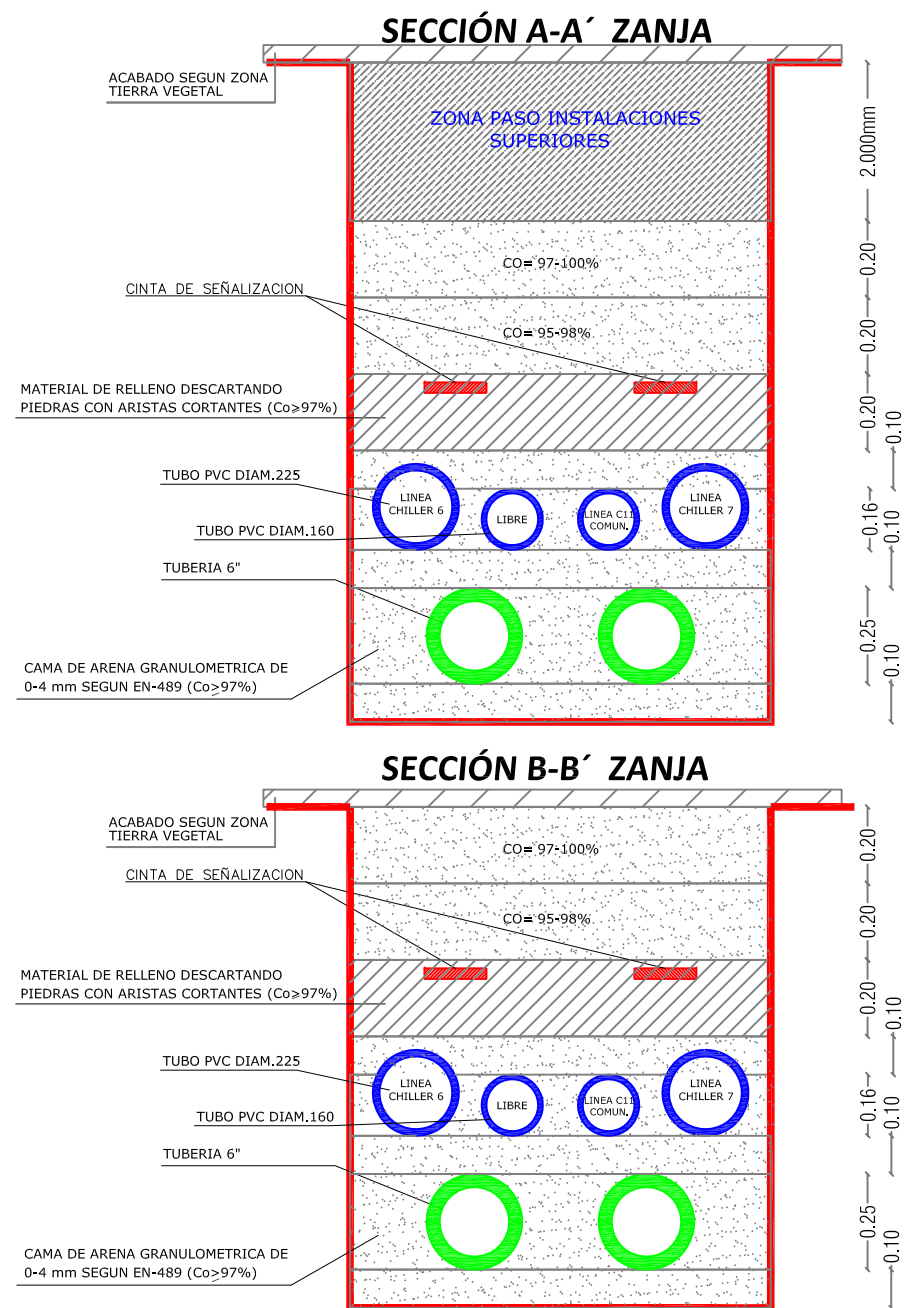 SECCIÓN A-A´ ZANJA
ACABADO SEGUN ZONA
TIERRA VEGETAL
ZONA PASO INSTALACIONES
SUPERIORES
2.000mm
CO= 97-100%
0.20
CINTA DE SEÑALIZACION
CO= 95-98%
0.20
MATERIAL DE RELLENO DESCARTANDO
PIEDRAS CON ARISTAS CORTANTES (Co≥97%)
0.20
0.10
TUBO PVC DIAM.225
LINEA
CHILLER 6
LIBRE
LINEA C11
COMUN.
LINEA
CHILLER 7
TUBO PVC DIAM.160
0.16
0.10
TUBERIA 6"
0.25
CAMA DE ARENA GRANULOMETRICA DE
0-4 mm SEGUN EN-489 (Co≥97%)
0.10
SECCIÓN B-B´ ZANJA
ACABADO SEGUN ZONA
TIERRA VEGETAL
CO= 97-100%
0.20
CINTA DE SEÑALIZACION
CO= 95-98%
0.20
MATERIAL DE RELLENO DESCARTANDO
PIEDRAS CON ARISTAS CORTANTES (Co≥97%)
0.20
0.10
TUBO PVC DIAM.225
LINEA
CHILLER 6
LIBRE
LINEA C11
COMUN.
LINEA
CHILLER 7
TUBO PVC DIAM.160
0.16
0.10
TUBERIA 6"
0.25
CAMA DE ARENA GRANULOMETRICA DE
0-4 mm SEGUN EN-489 (Co≥97%)
0.10